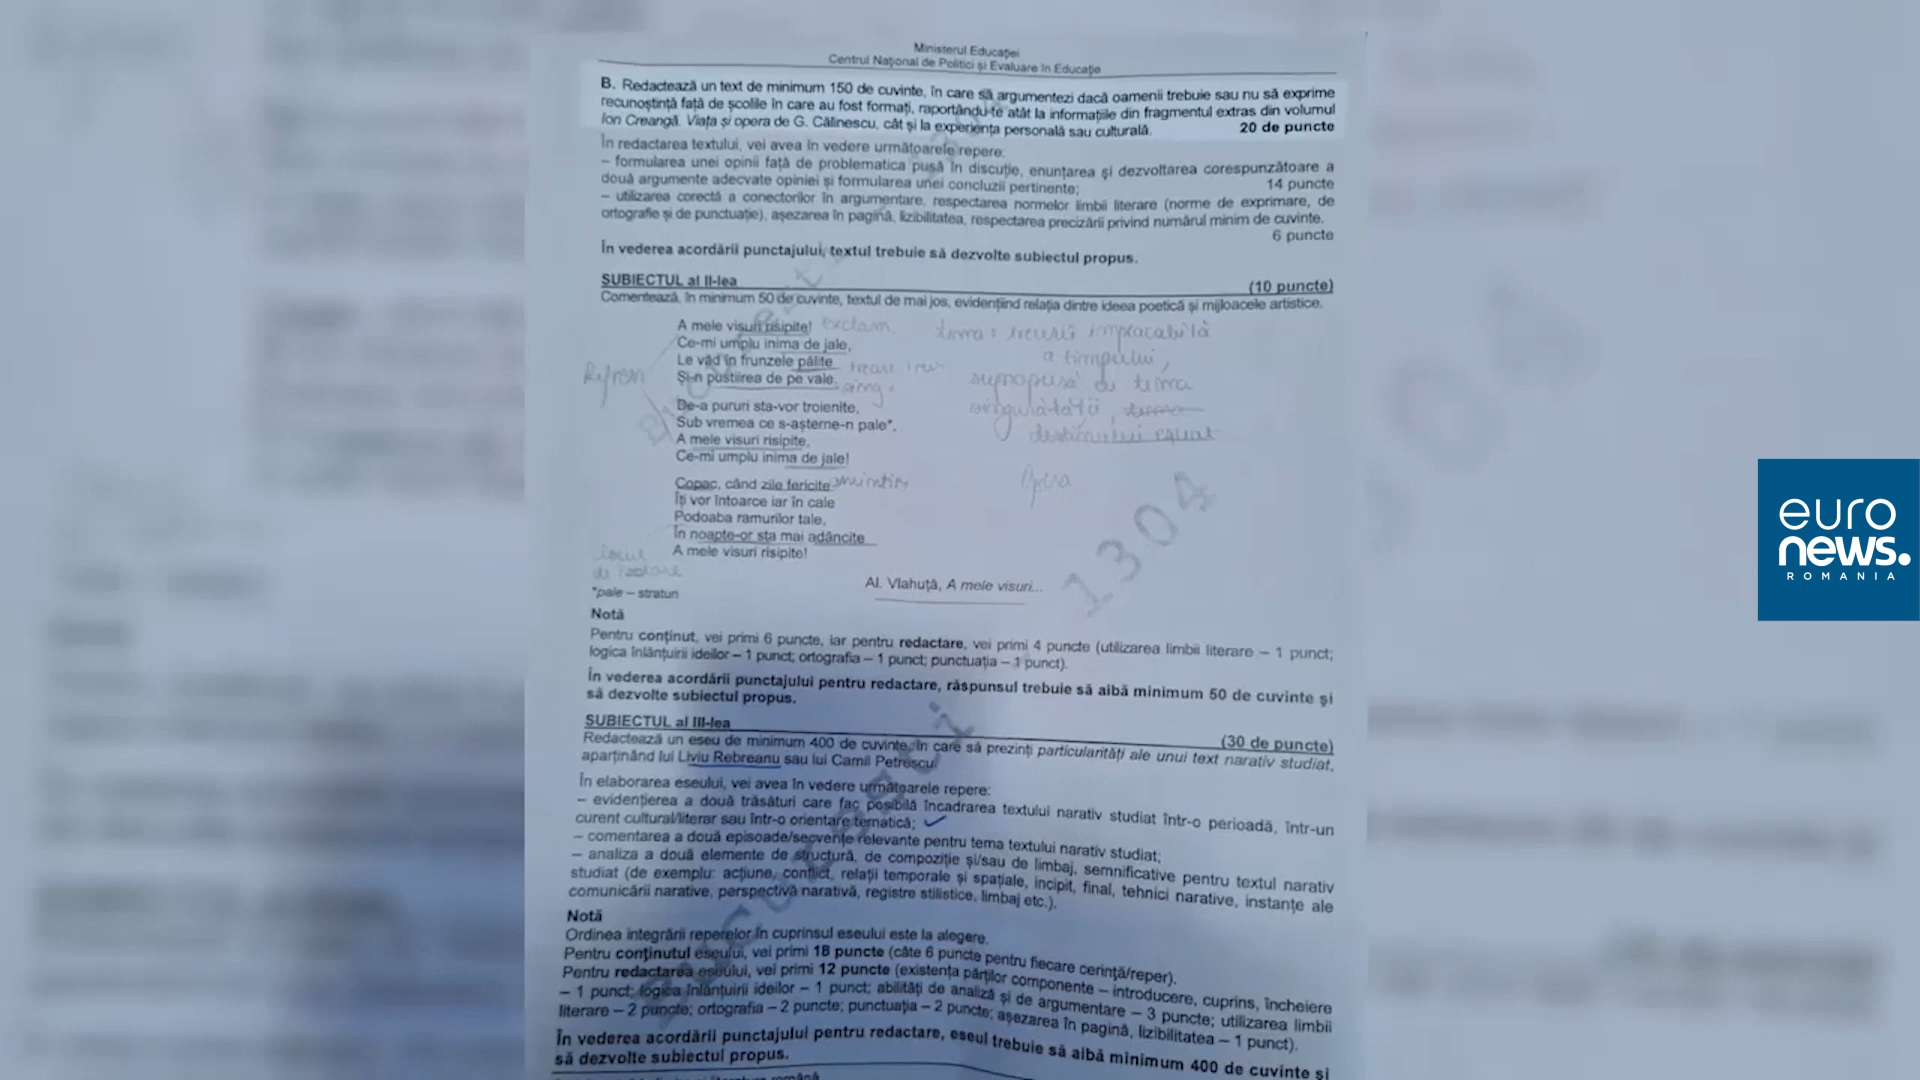 Ministerul Educației
Centrul Național de Politici și Evaluare în Educație
B. Redactează un text de minimum 150 de cuvinte, în care să argumentezi dacă oamenii trebuie sau nu să exprime
recunoștință față de școlile în care au fost formați, raportându-te atât la informațiile din fragmentul extras din volumul
Ion Creangă. Viața și opera de G. Călinescu, cât și la experiența personală sau culturală. 20 de puncte
În redactarea textului, vei avea în vedere următoarele repere:
– formularea unei opinii față de problematica pusă în discuție, enunțarea și dezvoltarea corespunzătoare a
două argumente adecvate opiniei și formularea unei concluzii pertinente; 14 puncte
– utilizarea corectă a conectorilor în argumentare, respectarea normelor limbii literare (norme de exprimare, de
ortografie și de punctuație), așezarea în pagină, lizibilitatea, respectarea precizării privind numărul minim de cuvinte.
6 puncte
În vederea acordării punctajului, textul trebuie să dezvolte subiectul propus.
SUBIECTUL al II-lea (10 puncte)
Comentează, în minimum 50 de cuvinte, textul de mai jos, evidențiind relația dintre ideea poetică și mijloacele artistice.
A mele visuri risipite! exclam tema: trecerii
Ce-mi umplu inima de jale, a timpului,
Le văd în frunzele pălite
Și-n pustiirea de pe vale. tema
Refren
De-a pururi sta-vor troienite, singurătății,
Sub vremea ce s-așterne-n pale*,
A mele visuri risipite,
Ce-mi umplu inima de jale!
Copac, când zile fericite
Îți vor întoarce iar în cale
Podoaba ramurilor tale,
În noapte-or sta mai adâncite
A mele visuri risipite!
Al. Vlahuță, A mele visuri...
*pale – straturi
Notă
Pentru conținut, vei primi 6 puncte, iar pentru redactare, vei primi 4 puncte (utilizarea limbii literare – 1 punct;
logica înlănțuirii ideilor – 1 punct; ortografia – 1 punct; punctuația – 1 punct).
În vederea acordării punctajului pentru redactare, răspunsul trebuie să aibă minimum 50 de cuvinte și
să dezvolte subiectul propus.
SUBIECTUL al III-lea (30 de puncte)
Redactează un eseu de minimum 400 de cuvinte, în care să prezinți particularități ale unui text narativ studiat,
aparținând lui Liviu Rebreanu sau lui Camil Petrescu.
În elaborarea eseului, vei avea în vedere următoarele repere:
– evidențierea a două trăsături care fac posibilă încadrarea textului narativ studiat într-o perioadă, într-un
curent cultural/literar sau într-o orientare tematică;
– comentarea a două episoade/secvențe relevante pentru tema textului narativ studiat;
– analiza a două elemente de structură, de compoziție și/sau de limbaj, semnificative pentru textul narativ
studiat (de exemplu: acțiune, conflict, relații temporale și spațiale, incipit, final, tehnici narative, instanțe ale
comunicării narative, perspectivă narativă, registre stilistice, limbaj etc.).
Notă
Ordinea integrării reperelor în cuprinsul eseului este la alegere.
Pentru conținutul eseului, vei primi 18 puncte (câte 6 puncte pentru fiecare cerință/reper).
Pentru redactarea eseului, vei primi 12 puncte (existența părților componente – introducere, cuprins, încheiere
– 1 punct; logica înlănțuirii ideilor – 1 punct; abilități de analiză și de argumentare – 3 puncte; utilizarea limbii
literare – 2 puncte; ortografia – 2 puncte; punctuația – 2 puncte; așezarea în pagină, lizibilitatea – 1 punct).
În vederea acordării punctajului pentru redactare, eseul trebuie să aibă minimum 400 de cuvinte și
să dezvolte subiectul propus.
București
1304
euro
news.
ROMANIA